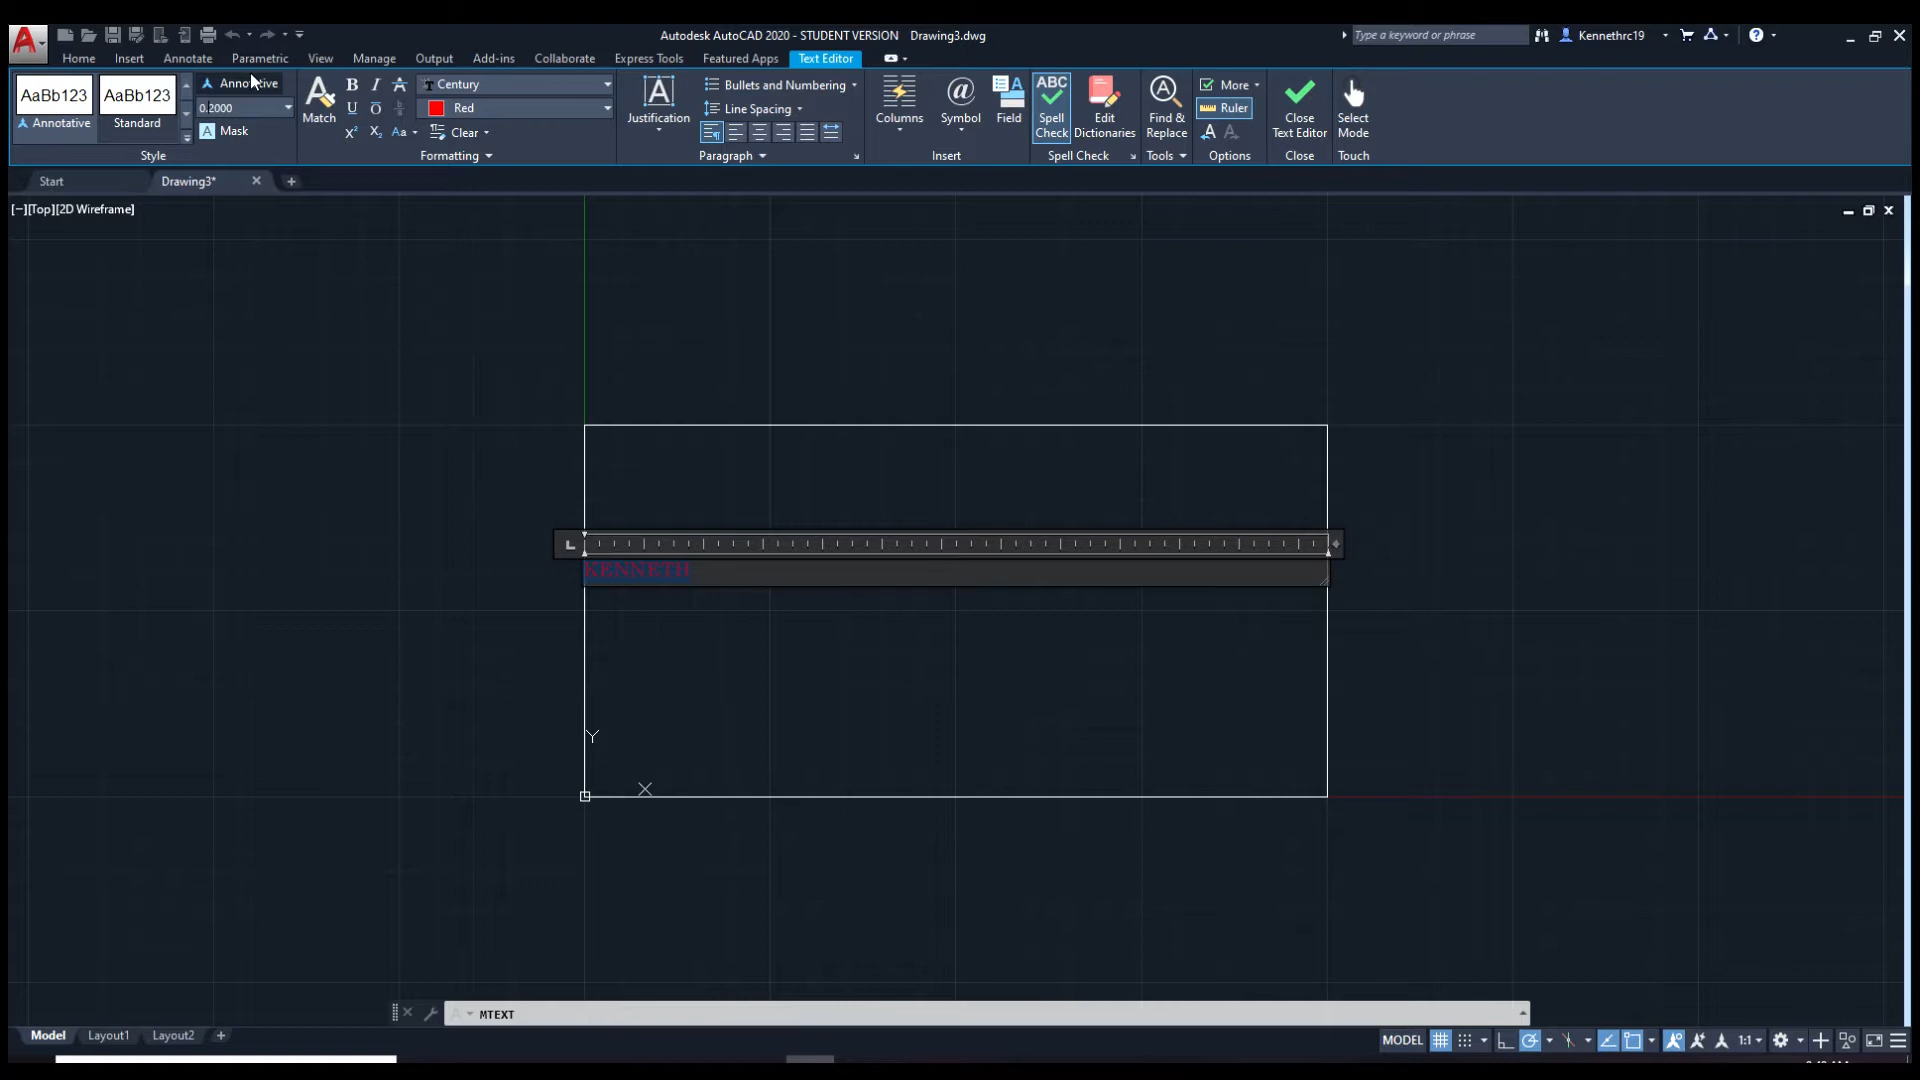 Autodesk AutoCAD 2020 - STUDENT VERSION Drawing3.dwg
Type a keyword or phrase
Kennethrc19
Home Insert Annotate Parametric View Manage Output Add-ins Collaborate Express Tools Featured Apps Text Editor
AaBb123
Annotative
AaBb123
Standard
0.2000
Mask
Style
Match
Century
Red
Clear
Formatting
Justification
Bullets and Numbering
Line Spacing
Paragraph
Columns
Symbol
Field
Insert
ABC
Spell
Check
Edit
Dictionaries
Spell Check
Find &
Replace
Tools
More
Ruler
Options
Close
Text Editor
Close
Select
Mode
Touch
Start
Drawing3*
[−][Top][2D Wireframe]
KENNETH
Y
X
MTEXT
Model Layout1 Layout2
MODEL
1:1